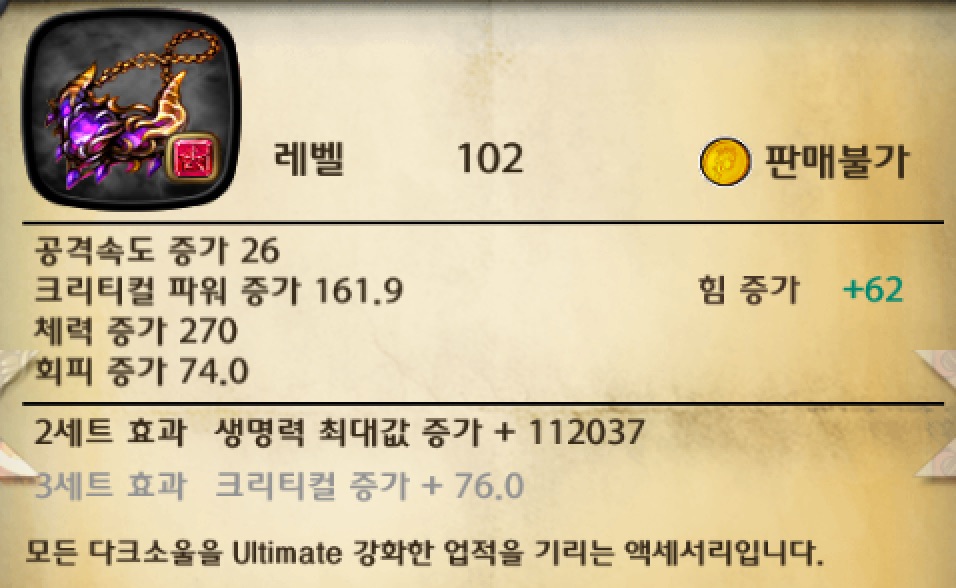 레벨 102 판매불가
공격속도 증가 26
크리티컬 파워 증가 161.9 힘 증가 +62
체력 증가 270
회피 증가 74.0
2세트 효과 생명력 최대값 증가 + 112037
3세트 효과 크리티컬 증가 + 76.0
모든 다크소울을 Ultimate 강화한 업적을 기리는 액세서리입니다.